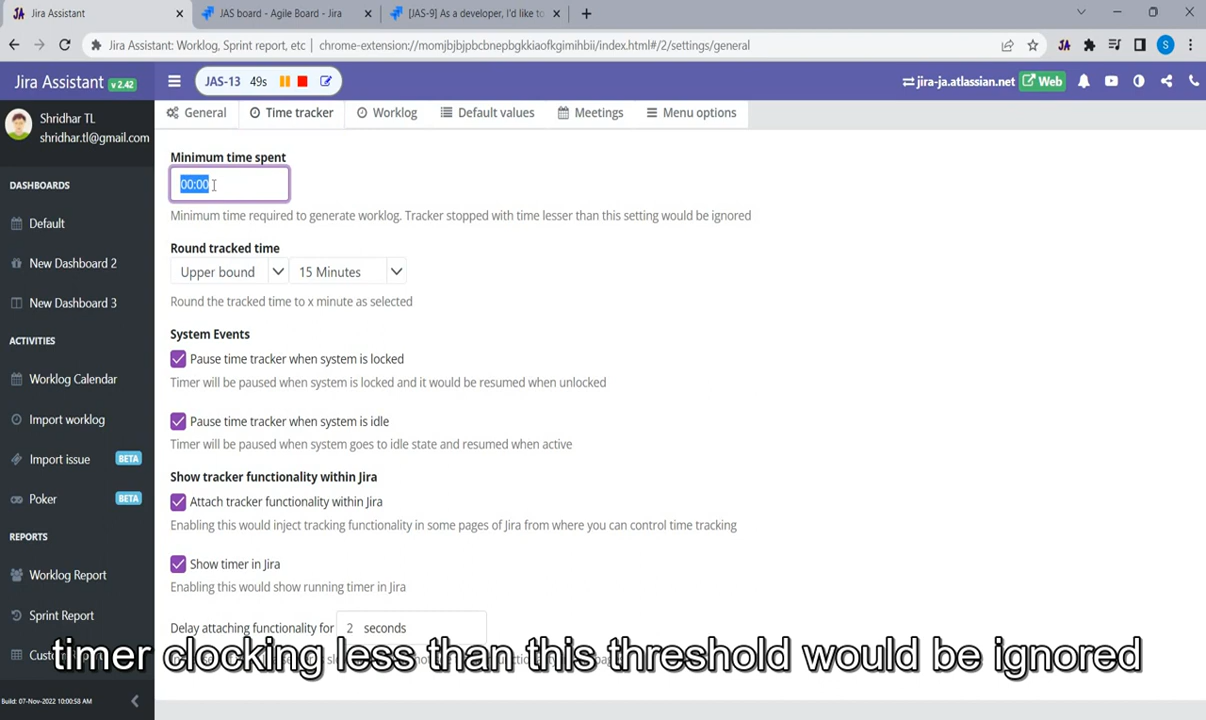 Jira Assistant
JAS board - Agile Board - Jira
[JAS-9] As a developer, I'd like to
Jira Assistant: Worklog, Sprint report, etc | chrome-extension://momjbjbjpbcbnepbgkkiaofkgimihbii/index.html#/2/settings/general
S
Jira Assistant v 2.42
JAS-13 49s
jira-ja.atlassian.net Web
Shridhar TL
shridhar.tl@gmail.com
General
Time tracker
Worklog
Default values
Meetings
Menu options
DASHBOARDS
Default
New Dashboard 2
New Dashboard 3
ACTIVITIES
Worklog Calendar
Import worklog
Import issue BETA
Poker BETA
REPORTS
Worklog Report
Sprint Report
Build: 07-Nov-2022 10:00:58 AM
Minimum time spent
00:00
Minimum time required to generate worklog. Tracker stopped with time lesser than this setting would be ignored
Round tracked time
Upper bound 15 Minutes
Round the tracked time to x minute as selected
System Events
Pause time tracker when system is locked
Timer will be paused when system is locked and it would be resumed when unlocked
Pause time tracker when system is idle
Timer will be paused when system goes to idle state and resumed when active
Show tracker functionality within Jira
Attach tracker functionality within Jira
Enabling this would inject tracking functionality in some pages of Jira from where you can control time tracking
Show timer in Jira
Enabling this would show running timer in Jira
Delay attaching functionality for 2 seconds
timer clocking less than this threshold would be ignored